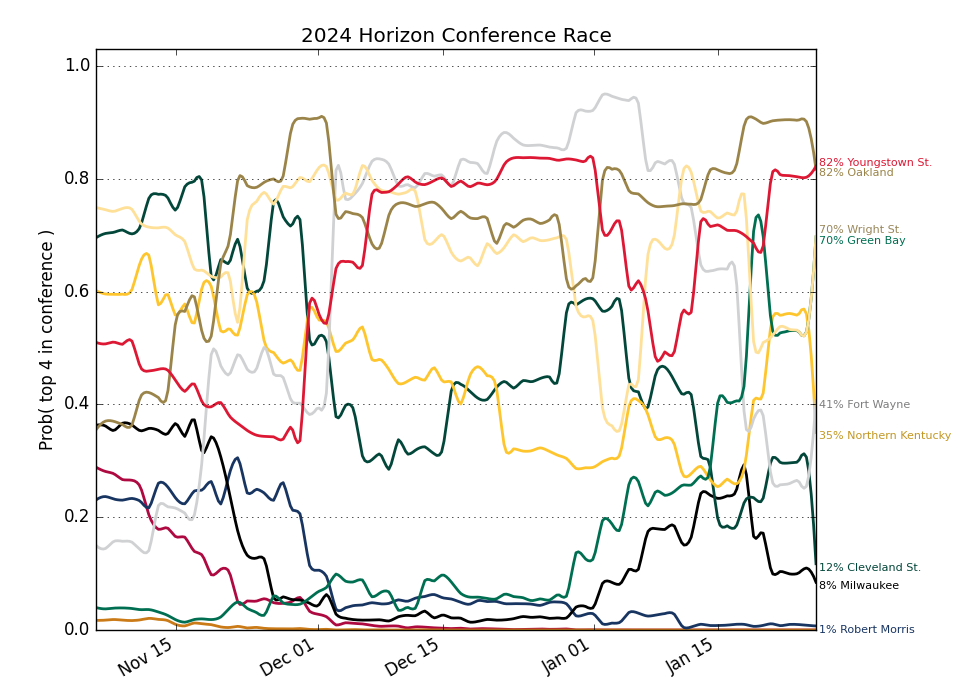 2024 Horizon Conference Race
Prob( top 4 in conference )
1.0
0.8
0.6
0.4
0.2
0.0
Nov 15
Dec 01
Dec 15
Jan 01
Jan 15
82% Youngstown St.
82% Oakland
70% Wright St.
70% Green Bay
41% Fort Wayne
35% Northern Kentucky
12% Cleveland St.
8% Milwaukee
1% Robert Morris